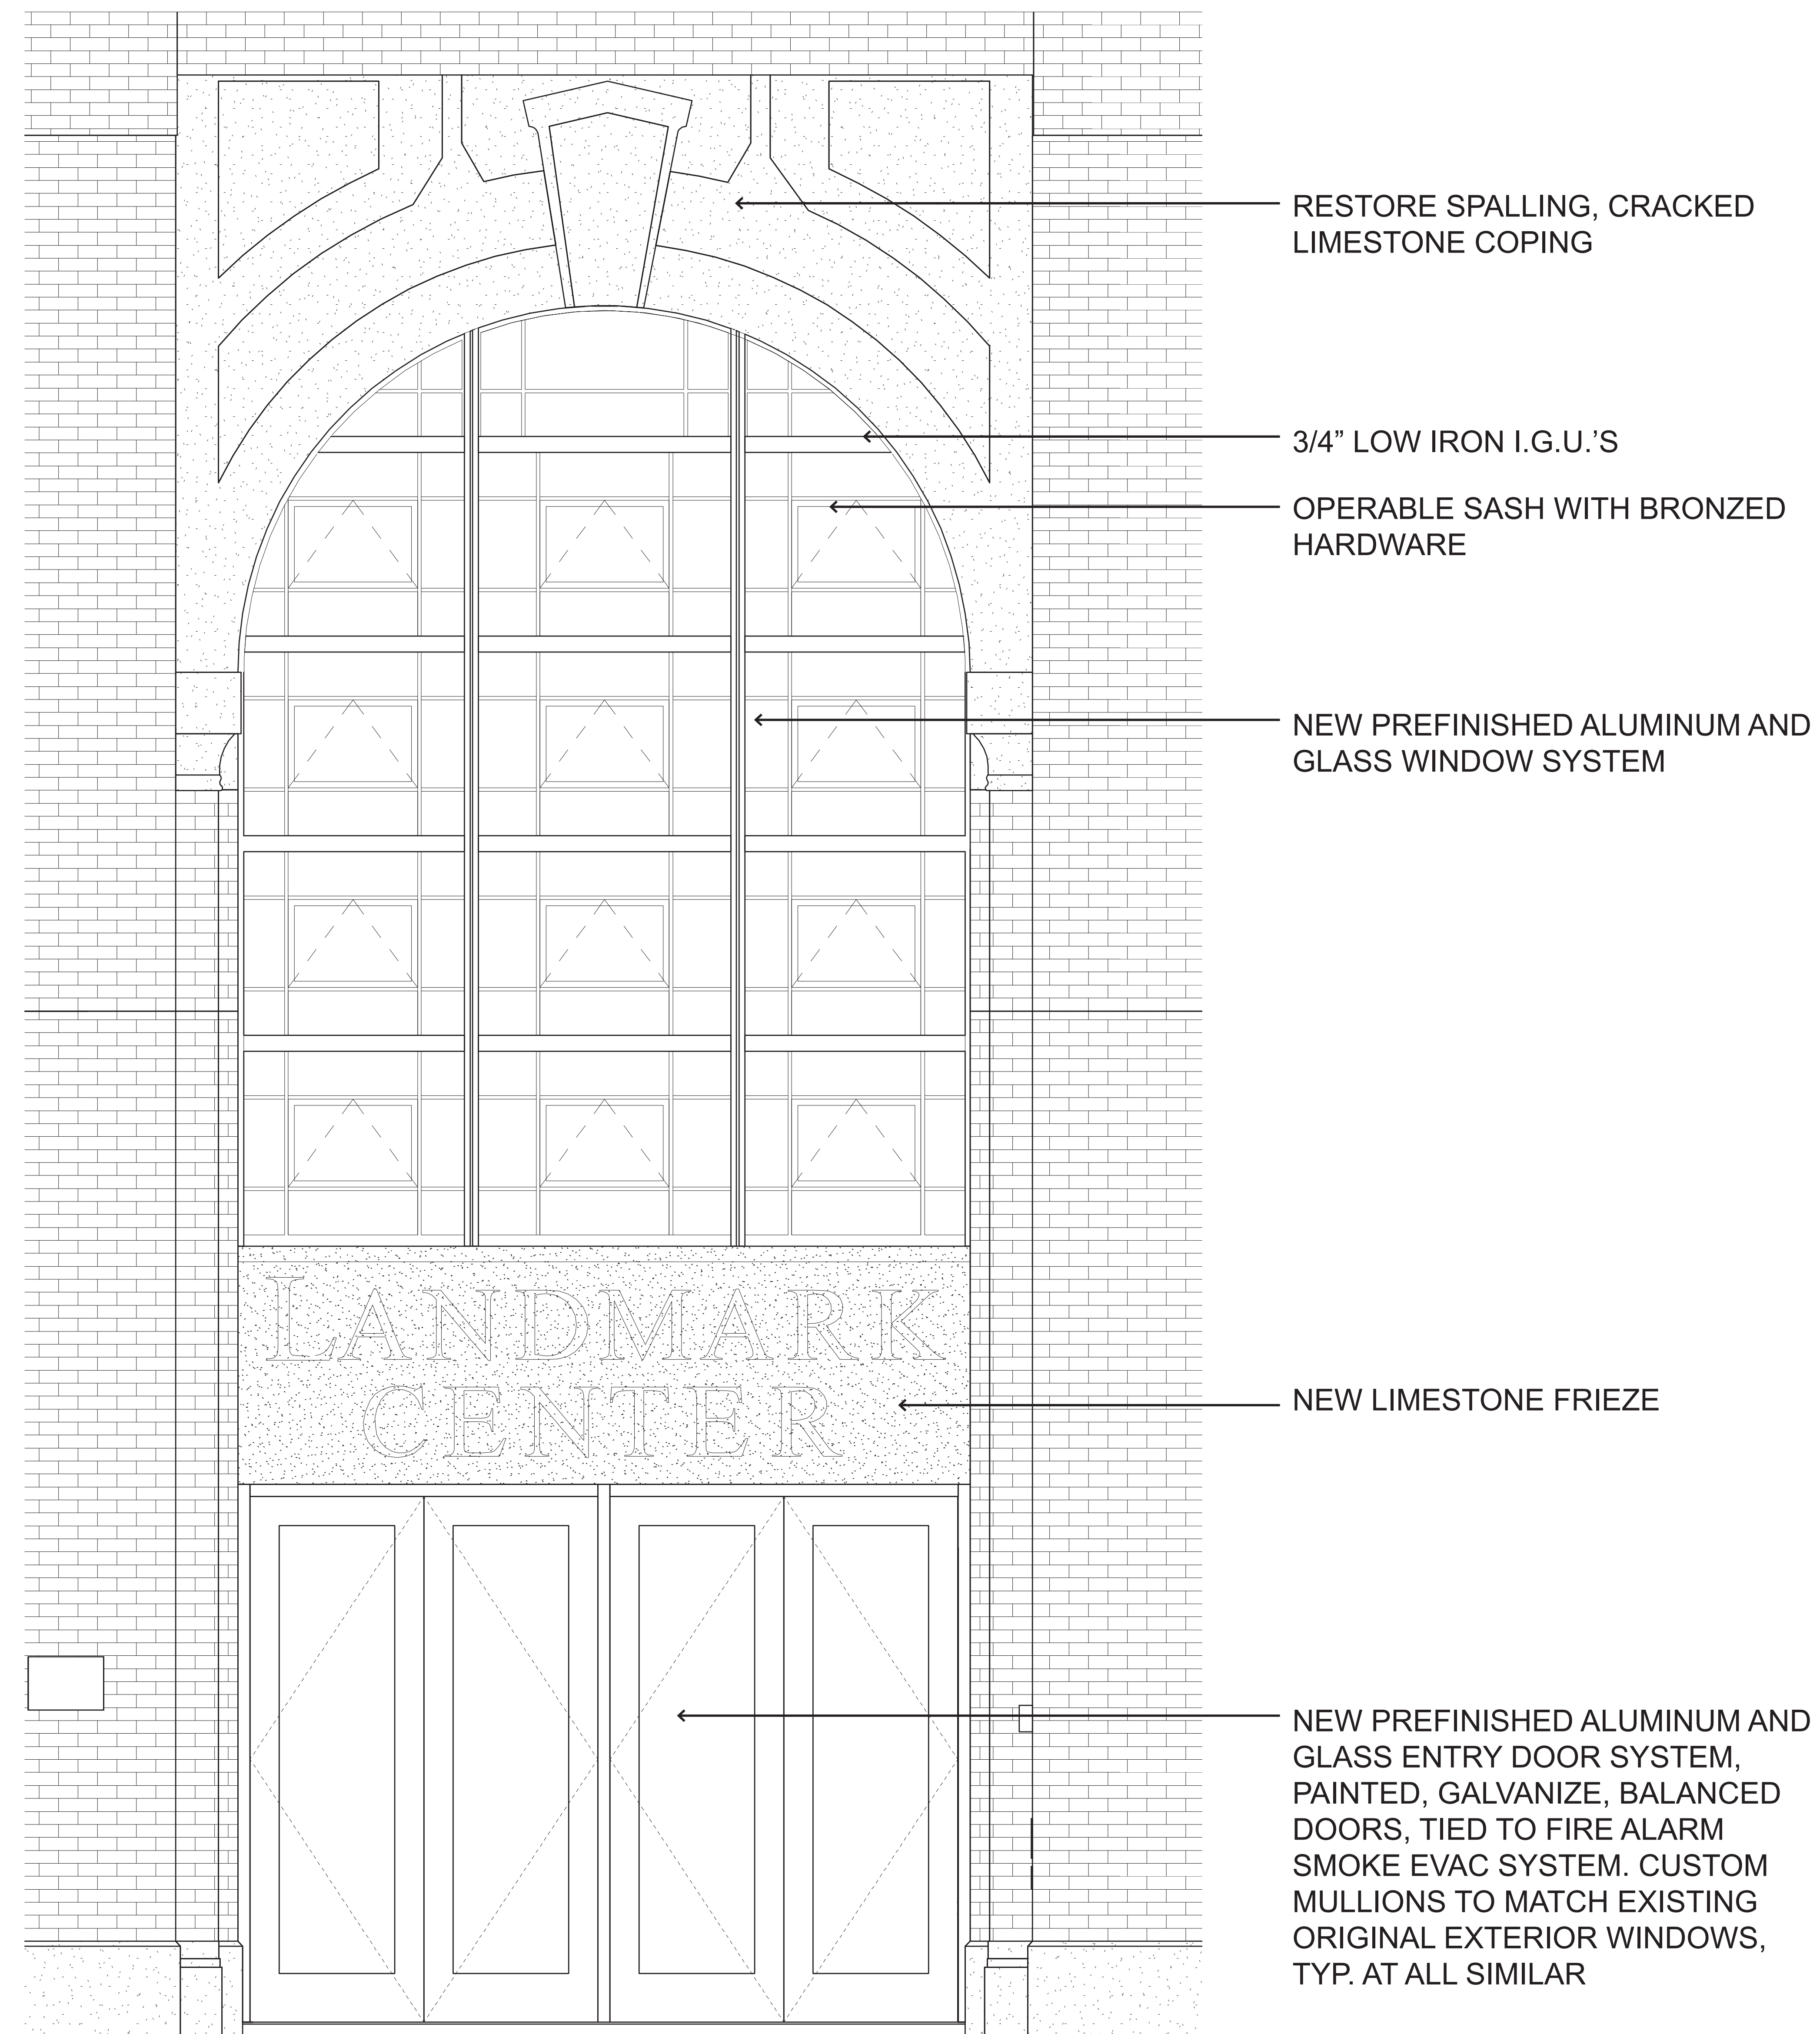 RESTORE SPALLING, CRACKED
LIMESTONE COPING
3/4” LOW IRON I.G.U.’S
OPERABLE SASH WITH BRONZED
HARDWARE
NEW PREFINISHED ALUMINUM AND
GLASS WINDOW SYSTEM
LANDMARK
CENTER
NEW LIMESTONE FRIEZE
NEW PREFINISHED ALUMINUM AND
GLASS ENTRY DOOR SYSTEM,
PAINTED, GALVANIZE, BALANCED
DOORS, TIED TO FIRE ALARM
SMOKE EVAC SYSTEM. CUSTOM
MULLIONS TO MATCH EXISTING
ORIGINAL EXTERIOR WINDOWS,
TYP. AT ALL SIMILAR